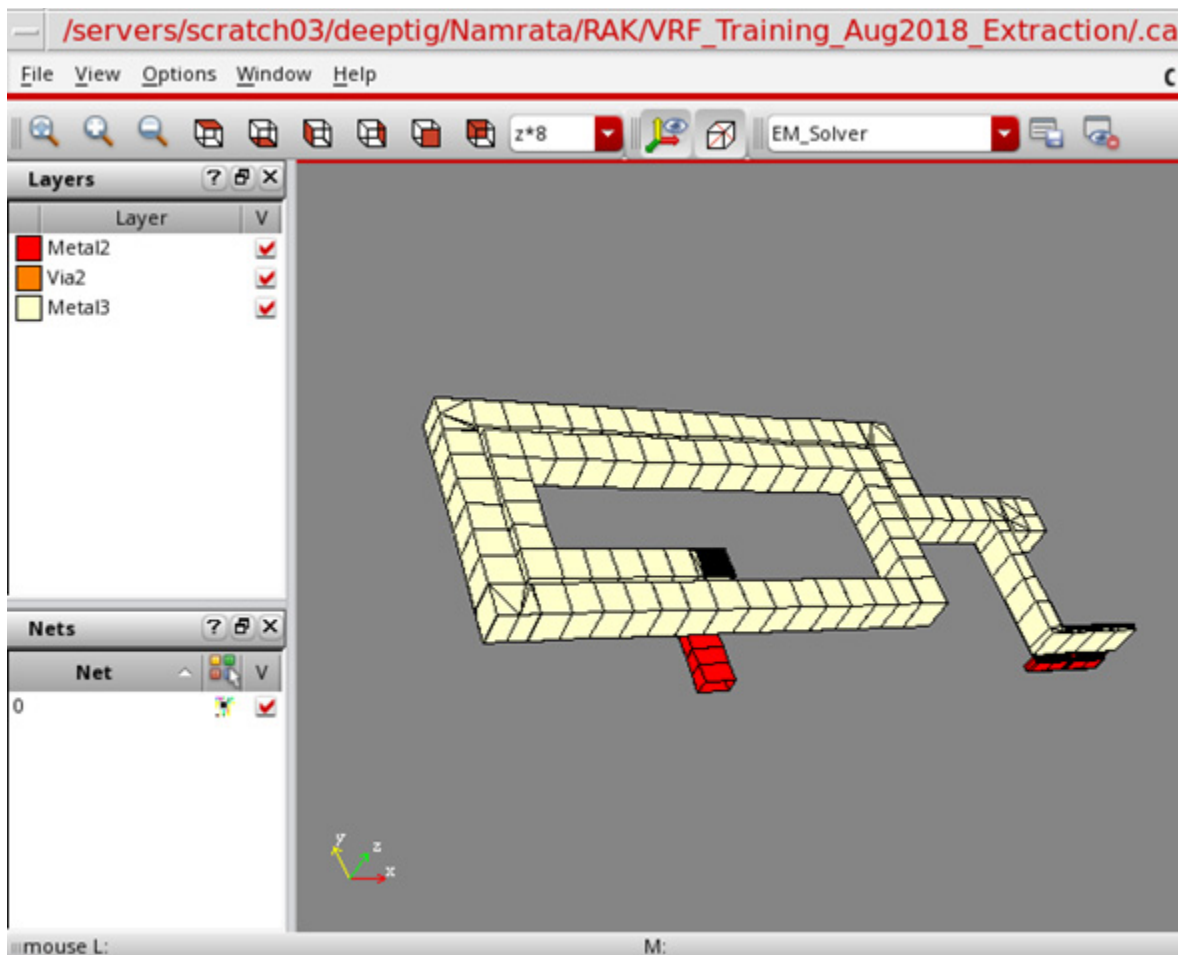 /servers/scratch03/deeptig/Namrata/RAK/VRF_Training_Aug2018_Extraction/.ca
File View Options Window Help C
z*8 EM_Solver
Layers ?
Layer V
Metal2
Via2
Metal3
Nets ?
Net V
0
y
z
x
mouse L: M: